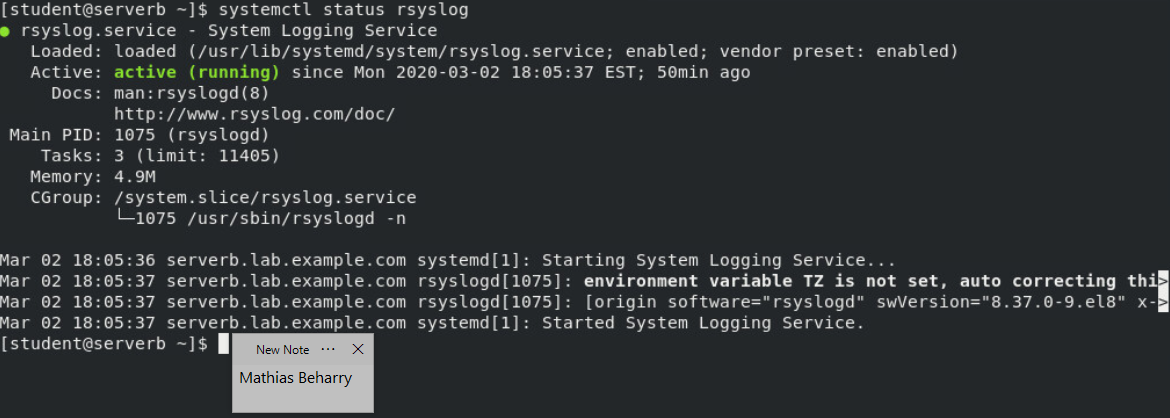 [student@serverb ~]$ systemctl status rsyslog
● rsyslog.service - System Logging Service
   Loaded: loaded (/usr/lib/systemd/system/rsyslog.service; enabled; vendor preset: enabled)
   Active: active (running) since Mon 2020-03-02 18:05:37 EST; 50min ago
     Docs: man:rsyslogd(8)
           http://www.rsyslog.com/doc/
 Main PID: 1075 (rsyslogd)
    Tasks: 3 (limit: 11405)
   Memory: 4.9M
   CGroup: /system.slice/rsyslog.service
           └─1075 /usr/sbin/rsyslogd -n
Mar 02 18:05:36 serverb.lab.example.com systemd[1]: Starting System Logging Service...
Mar 02 18:05:37 serverb.lab.example.com rsyslogd[1075]: environment variable TZ is not set, auto correcting thi>
Mar 02 18:05:37 serverb.lab.example.com rsyslogd[1075]: [origin software="rsyslogd" swVersion="8.37.0-9.el8" x->
Mar 02 18:05:37 serverb.lab.example.com systemd[1]: Started System Logging Service.
[student@serverb ~]$
New Note ··· ×
Mathias Beharry